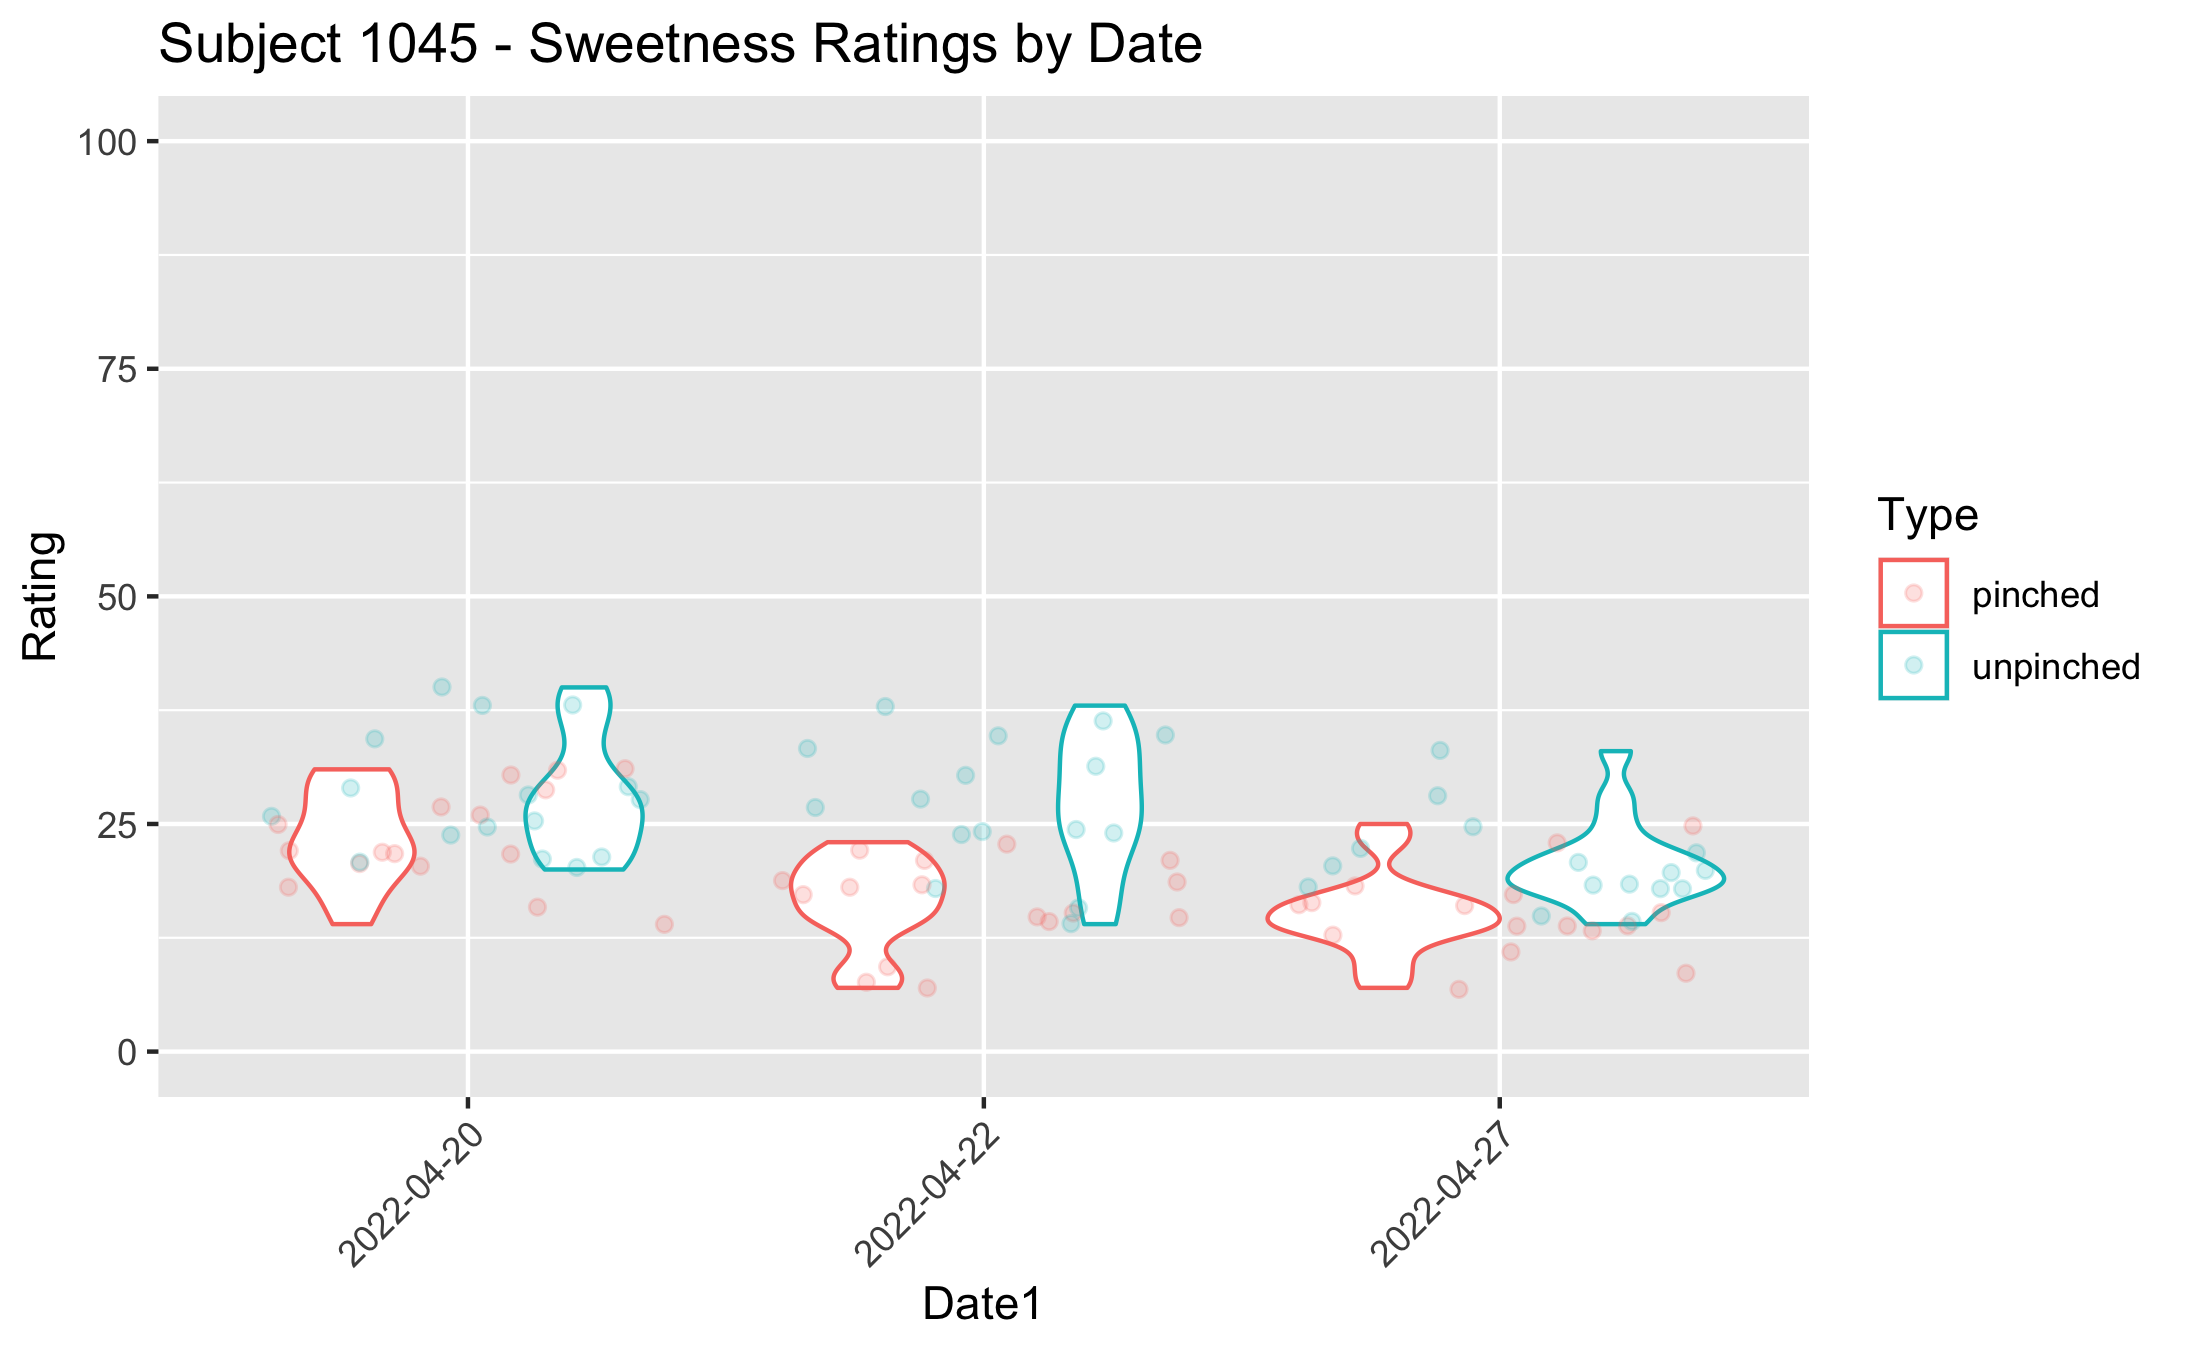 Subject 1045 - Sweetness Ratings by Date
100
75
50
25
0
Rating
2022-04-20
2022-04-22
2022-04-27
Date1
Type
pinched
unpinched